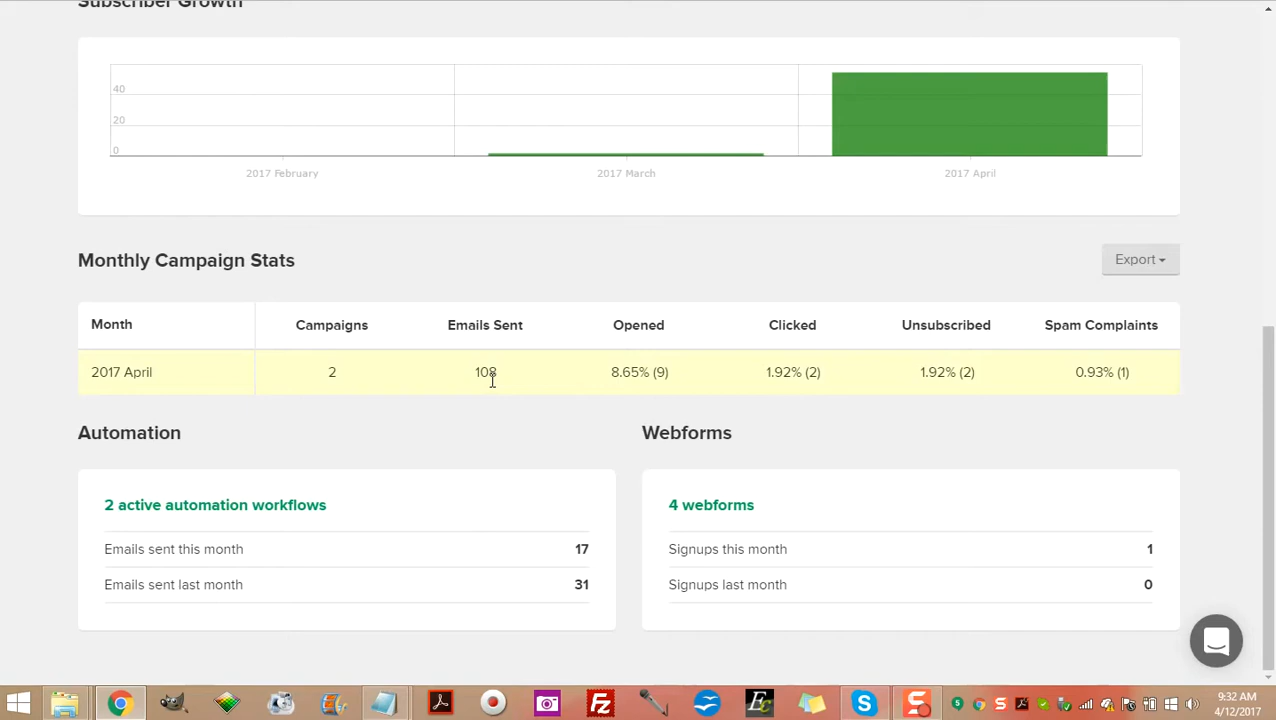 Subscriber Growth
40
20
0
2017 February
2017 March
2017 April
Monthly Campaign Stats
Export
Month
Campaigns
Emails Sent
Opened
Clicked
Unsubscribed
Spam Complaints
2017 April
2
108
8.65% (9)
1.92% (2)
1.92% (2)
0.93% (1)
Automation
Webforms
2 active automation workflows
Emails sent this month
17
Emails sent last month
31
4 webforms
Signups this month
1
Signups last month
0
9:32 AM
4/12/2017